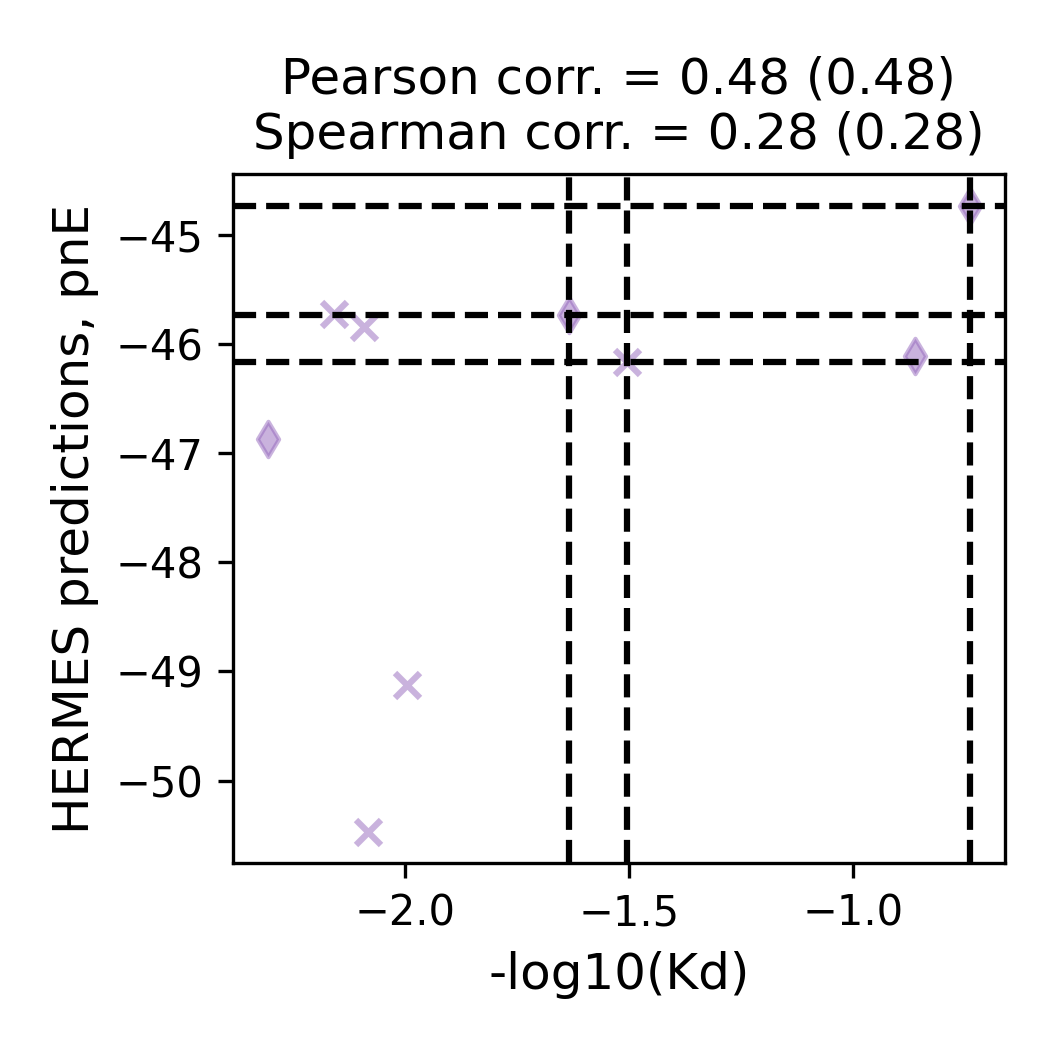 Pearson corr. = 0.48 (0.48)
Spearman corr. = 0.28 (0.28)
HERMES predictions, pnE
−45
−46
−47
−48
−49
−50
−2.0
−1.5
−1.0
-log10(Kd)